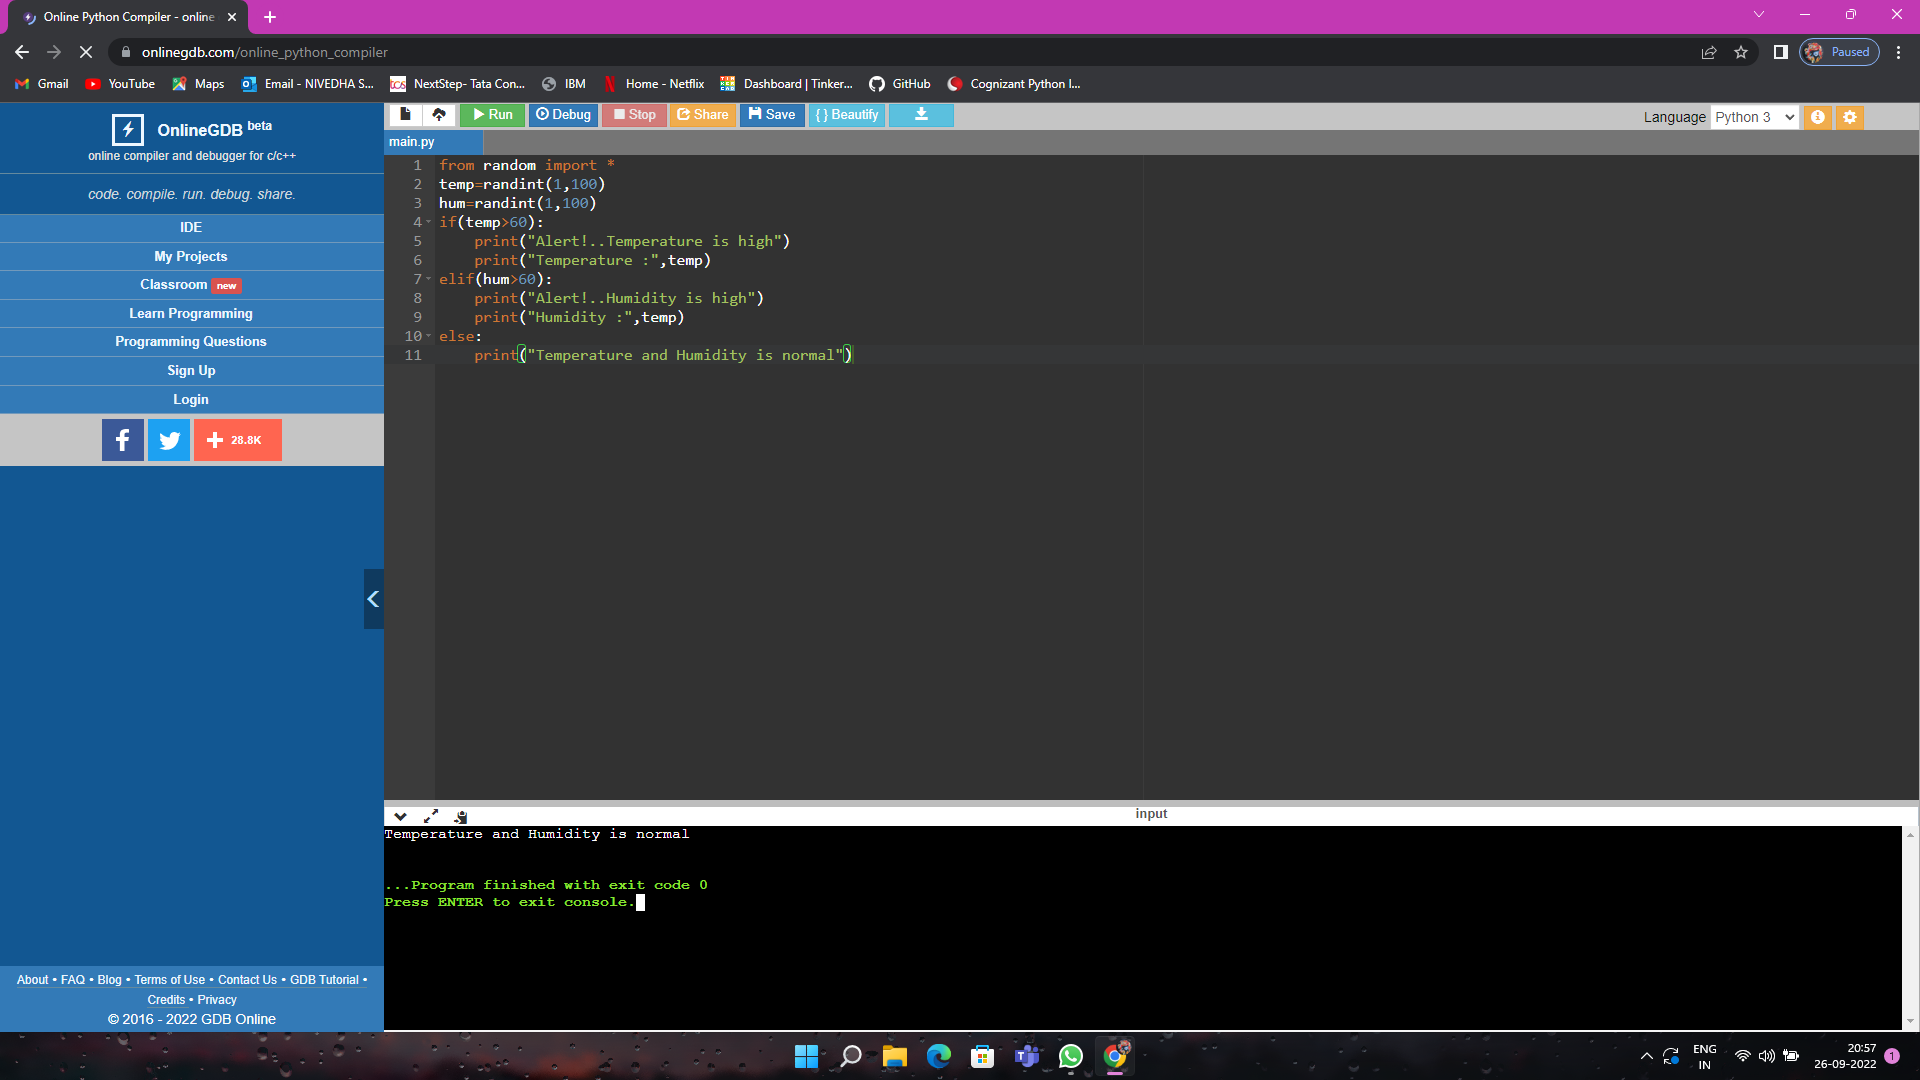 Online Python Compiler - online
onlinegdb.com/online_python_compiler
Paused
Gmail YouTube Maps Email - NIVEDHA S... NextStep- Tata Con... IBM Home - Netflix Dashboard | Tinker... GitHub Cognizant Python I...
OnlineGDB beta
online compiler and debugger for c/c++
code. compile. run. debug. share.
IDE
My Projects
Classroom new
Learn Programming
Programming Questions
Sign Up
Login
28.8K
About • FAQ • Blog • Terms of Use • Contact Us • GDB Tutorial •
Credits • Privacy
© 2016 - 2022 GDB Online
Run Debug Stop Share Save { } Beautify
Language Python 3
main.py
1 from random import *
2 temp=randint(1,100)
3 hum=randint(1,100)
4 if(temp>60):
5     print("Alert!..Temperature is high")
6     print("Temperature :",temp)
7 elif(hum>60):
8     print("Alert!..Humidity is high")
9     print("Humidity :",temp)
10 else:
11     print("Temperature and Humidity is normal")
input
Temperature and Humidity is normal
...Program finished with exit code 0
Press ENTER to exit console.
ENG
IN
20:57
26-09-2022
1